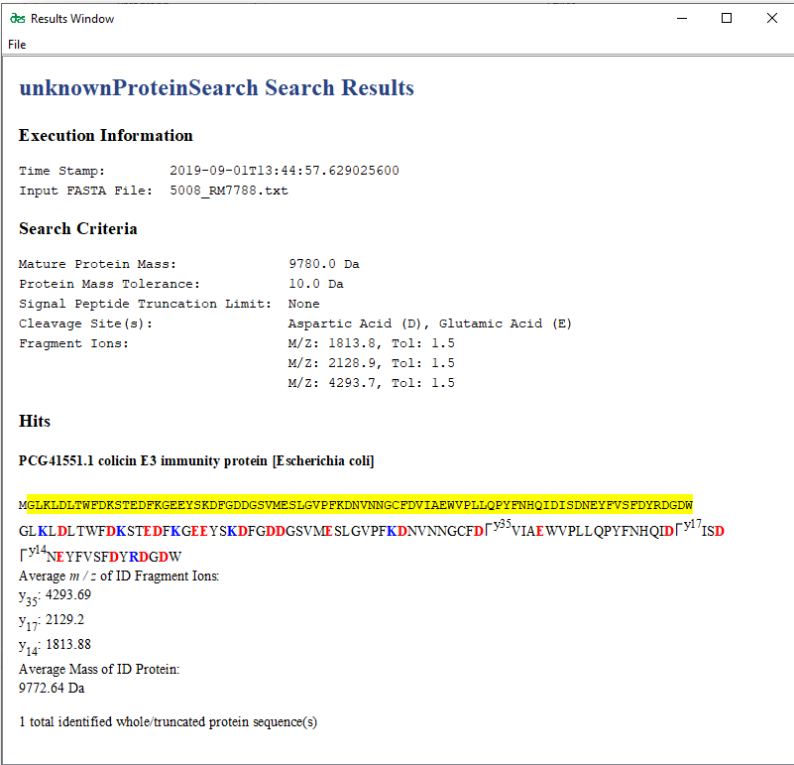 Results Window
File
unknownProteinSearch Search Results
Execution Information
Time Stamp: 2019-09-01T13:44:57.629025600
Input FASTA File: 5008_RM7788.txt
Search Criteria
Mature Protein Mass: 9780.0 Da
Protein Mass Tolerance: 10.0 Da
Signal Peptide Truncation Limit: None
Cleavage Site(s): Aspartic Acid (D), Glutamic Acid (E)
Fragment Ions: M/Z: 1813.8, Tol: 1.5
M/Z: 2128.9, Tol: 1.5
M/Z: 4293.7, Tol: 1.5
Hits
PCG41551.1 colicin E3 immunity protein [Escherichia coli]
MGLKLDLTWFDKSTEDFKGEEYSKDFGDDGSVMESLGVPFKDNVNNGCFDVIAEWVPLLQPYFNHQIDISDNEYFVSFDYRDGDW
GLKLDLTWFDKSTEDFKGEEYSKDFGDDGSVMESLGVPFKDNVNNGCFD⌈y35VIAEWVPLLQPYFNHQID⌈y17ISD
⌈y14NEYFVSFDYRDGDW
Average m / z of ID Fragment Ions:
y35: 4293.69
y17: 2129.2
y14: 1813.88
Average Mass of ID Protein:
9772.64 Da
1 total identified whole/truncated protein sequence(s)